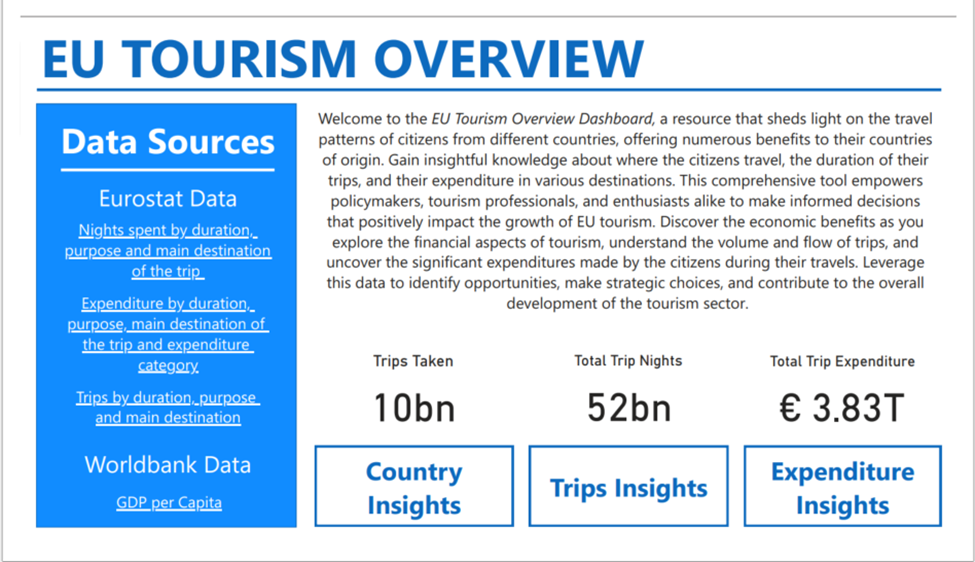 EU TOURISM OVERVIEW
Data Sources
Eurostat Data
Nights spent by duration,
purpose and main destination
of the trip
Expenditure by duration,
purpose, main destination of
the trip and expenditure
category
Trips by duration, purpose
and main destination
Worldbank Data
GDP per Capita
Welcome to the EU Tourism Overview Dashboard, a resource that sheds light on the travel
patterns of citizens from different countries, offering numerous benefits to their countries
of origin. Gain insightful knowledge about where the citizens travel, the duration of their
trips, and their expenditure in various destinations. This comprehensive tool empowers
policymakers, tourism professionals, and enthusiasts alike to make informed decisions
that positively impact the growth of EU tourism. Discover the economic benefits as you
explore the financial aspects of tourism, understand the volume and flow of trips, and
uncover the significant expenditures made by the citizens during their travels. Leverage
this data to identify opportunities, make strategic choices, and contribute to the overall
development of the tourism sector.
Trips Taken
10bn
Country
Insights
Total Trip Nights
52bn
Trips Insights
Total Trip Expenditure
€ 3.83T
Expenditure
Insights